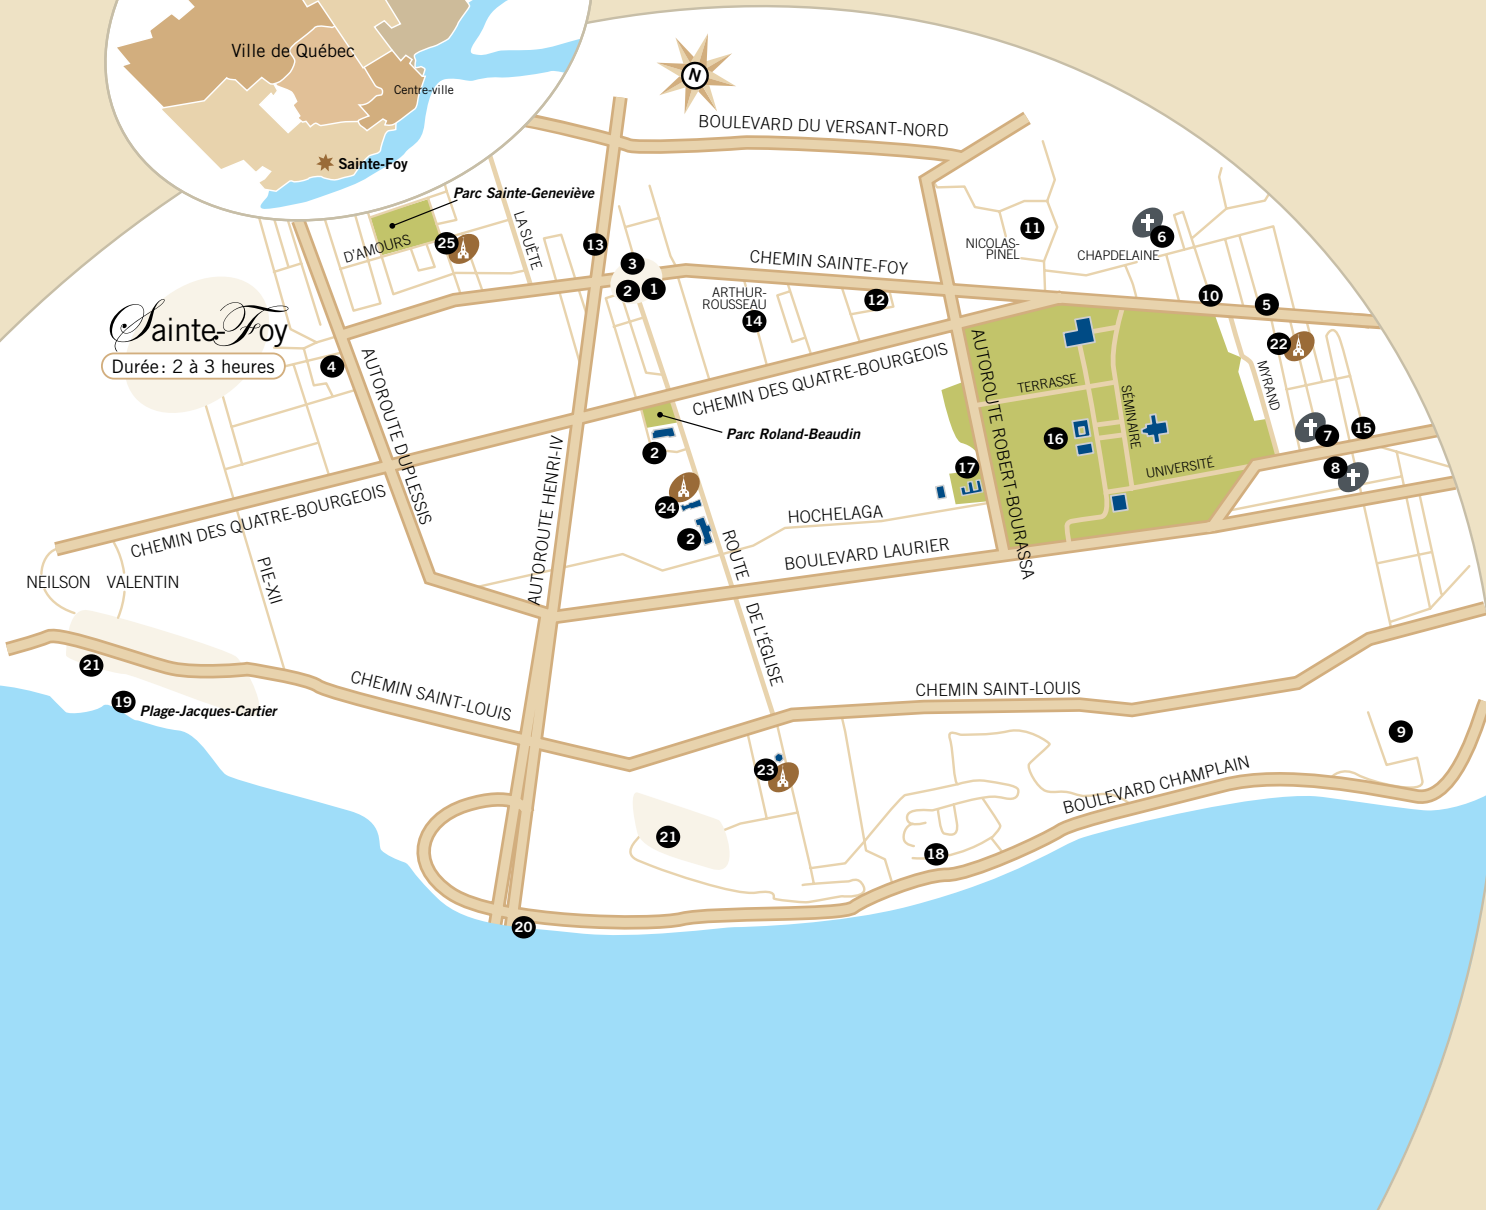 Ville de Québec
Centre-ville
Sainte-Foy
N
BOULEVARD DU VERSANT-NORD
Parc Sainte-Geneviève
D'AMOURS
25
LA SUÈTE
13
3
2
1
CHEMIN SAINTE-FOY
ARTHUR-
ROUSSEAU
14
12
NICOLAS-
PINEL
11
6
CHAPDELAINE
10
5
22
MYRAND
Sainte-Foy
Durée : 2 à 3 heures
4
AUTOROUTE DUPLESSIS
CHEMIN DES QUATRE-BOURGEOIS
Parc Roland-Beaudin
2
24
2
AUTOROUTE HENRI-IV
ROUTE
DE L'ÉGLISE
AUTOROUTE ROBERT-BOURASSA
TERRASSE
SÉMINAIRE
16
UNIVERSITÉ
17
7
15
8
HOCHELAGA
BOULEVARD LAURIER
CHEMIN DES QUATRE-BOURGEOIS
NEILSON
VALENTIN
PIE-XII
21
19
Plage-Jacques-Cartier
CHEMIN SAINT-LOUIS
CHEMIN SAINT-LOUIS
23
21
18
9
BOULEVARD CHAMPLAIN
20